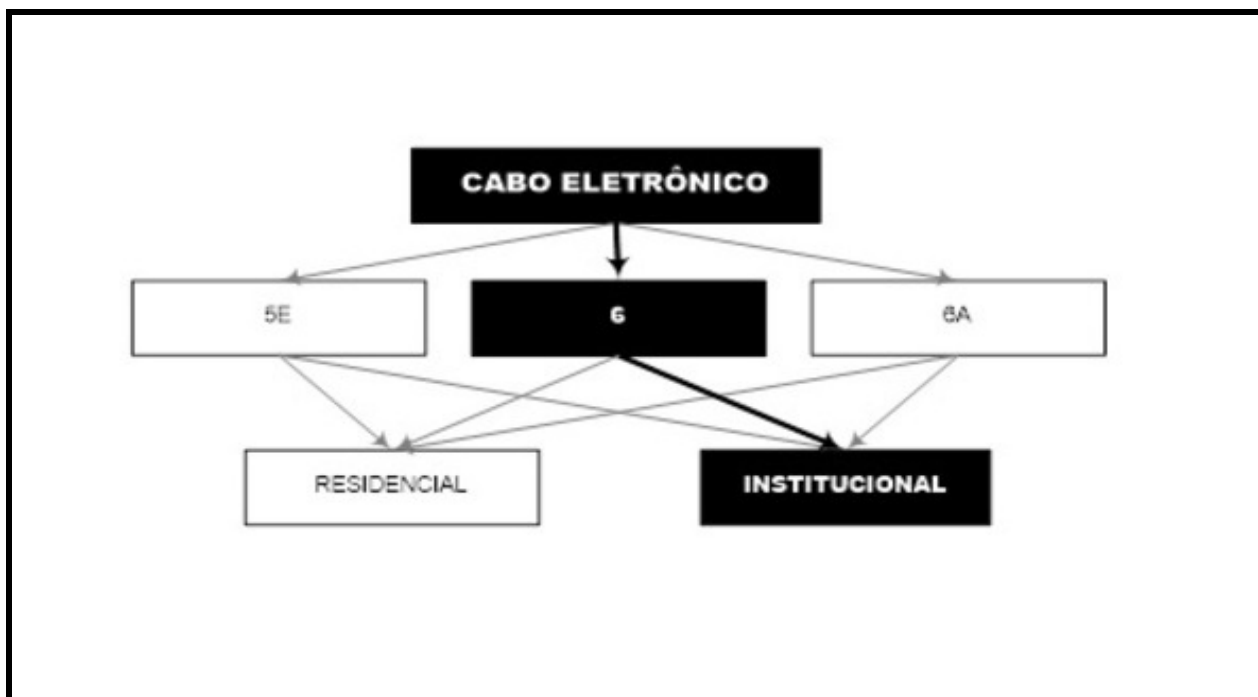 CABO ELETRÔNICO
5E
6
6A
RESIDENCIAL
INSTITUCIONAL